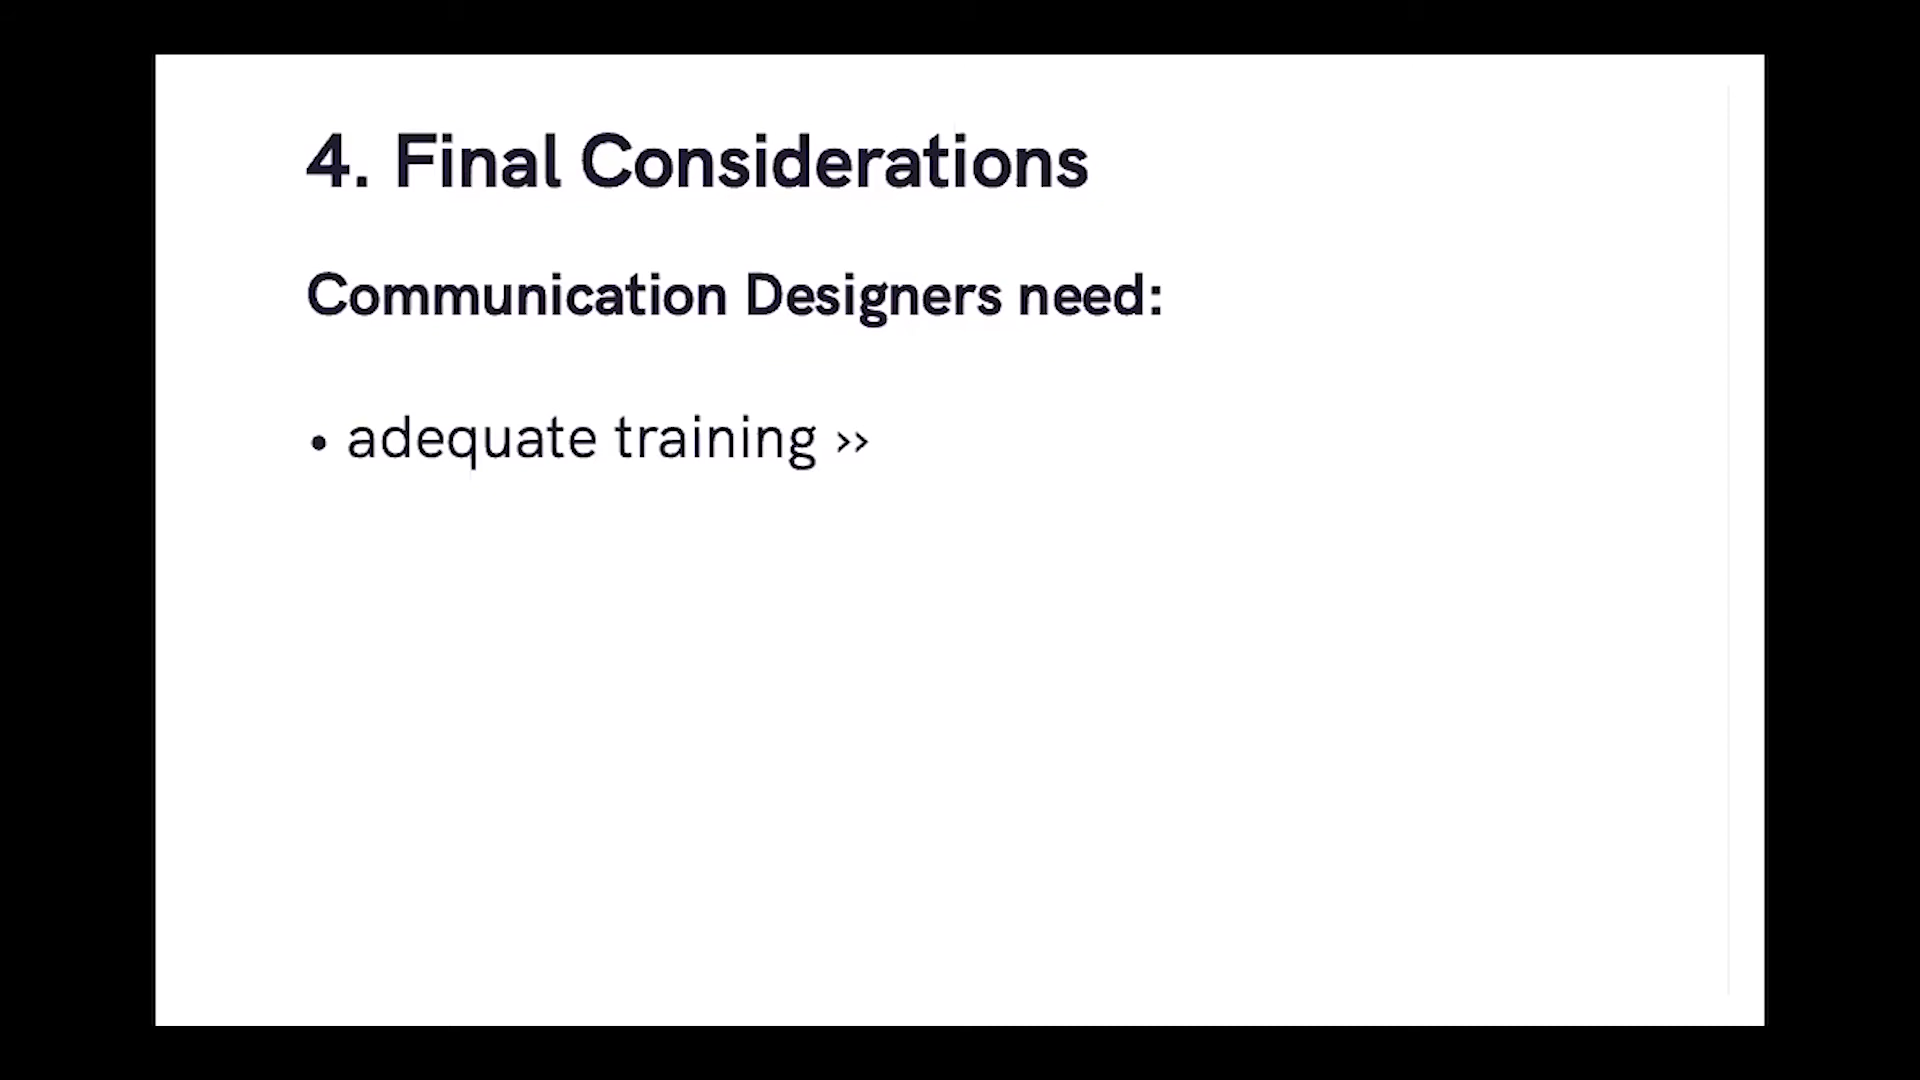 4. Final Considerations
Communication Designers need:
• adequate training ››